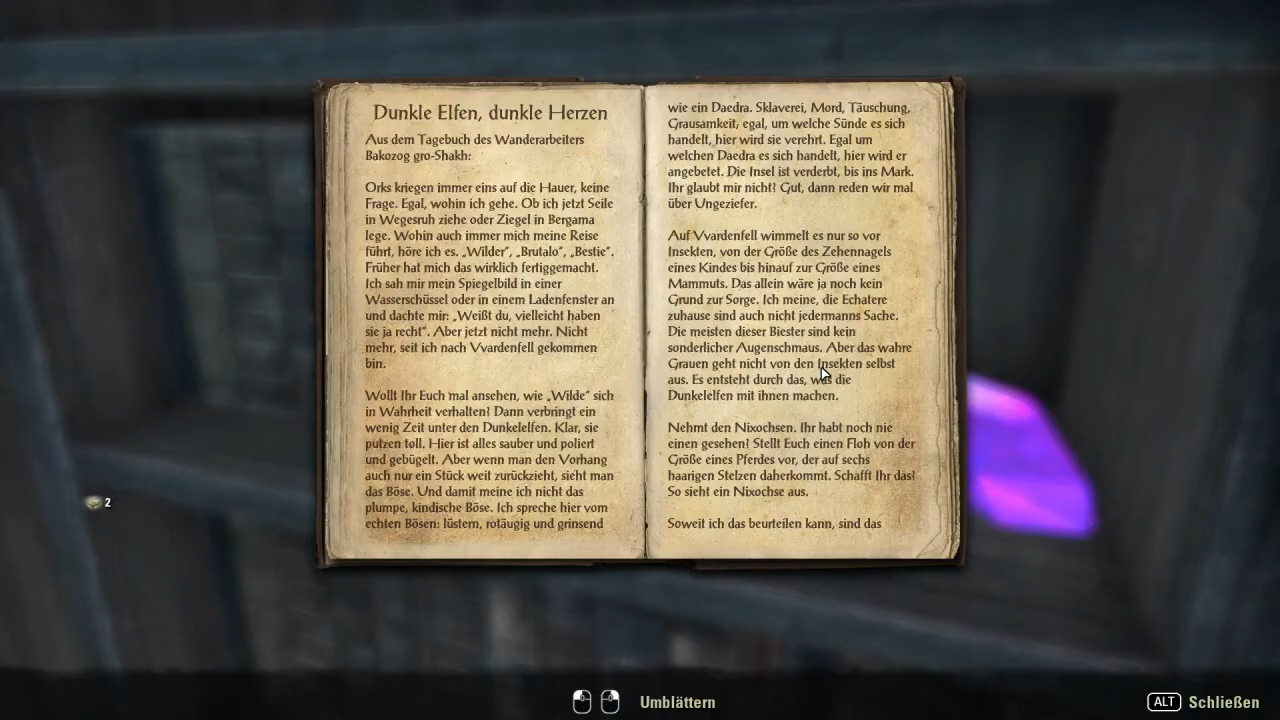 Dunkle Elfen, dunkle Herzen
Aus dem Tagebuch des Wanderarbeiters
Bakozog gro-Shakh:
Orks kriegen immer eins auf die Hauer, keine
Frage. Egal, wohin ich gehe. Ob ich jetzt Seile
in Wegesruh ziehe oder Ziegel in Bergama
lege. Wohin auch immer mich meine Reise
führt, höre ich es. „Wilder“, „Brutalo“, „Bestie“.
Früher hat mich das wirklich fertiggemacht.
Ich sah mir mein Spiegelbild in einer
Wasserschüssel oder in einem Ladenfenster an
und dachte mir: „Weißt du, vielleicht haben
sie ja recht“. Aber jetzt nicht mehr. Nicht
mehr, seit ich nach Vvardenfell gekommen
bin.
Wollt Ihr Euch mal ansehen, wie „Wilde“ sich
in Wahrheit verhalten? Dann verbringt ein
wenig Zeit unter den Dunkelelfen. Klar, sie
putzen toll. Hier ist alles sauber und poliert
und gebügelt. Aber wenn man den Vorhang
auch nur ein Stück weit zurückzieht, sieht man
das Böse. Und damit meine ich nicht das
plumpe, kindische Böse. Ich spreche hier vom
echten Bösen: lüstern, rotäugig und grinsend
wie ein Daedra. Sklaverei, Mord, Täuschung,
Grausamkeit; egal, um welche Sünde es sich
handelt, hier wird sie verehrt. Egal um
welchen Daedra es sich handelt, hier wird er
angebetet. Die Insel ist verderbt, bis ins Mark.
Ihr glaubt mir nicht? Gut, dann reden wir mal
über Ungeziefer.
Auf Vvardenfell wimmelt es nur so vor
Insekten, von der Größe des Zehennagels
eines Kindes bis hinauf zur Größe eines
Mammuts. Das allein wäre ja noch kein
Grund zur Sorge. Ich meine, die Echatere
zuhause sind auch nicht jedermanns Sache.
Die meisten dieser Biester sind kein
sonderlicher Augenschmaus. Aber das wahre
Grauen geht nicht von den Insekten selbst
aus. Es entsteht durch das, was die
Dunkelelfen mit ihnen machen.
Nehmt den Nixochsen. Ihr habt noch nie
einen gesehen? Stellt Euch einen Floh von der
Größe eines Pferdes vor, der auf sechs
haarigen Stelzen daherkommt. Schafft Ihr das?
So sieht ein Nixochse aus.
Soweit ich das beurteilen kann, sind das
2
Umblättern
ALT Schließen